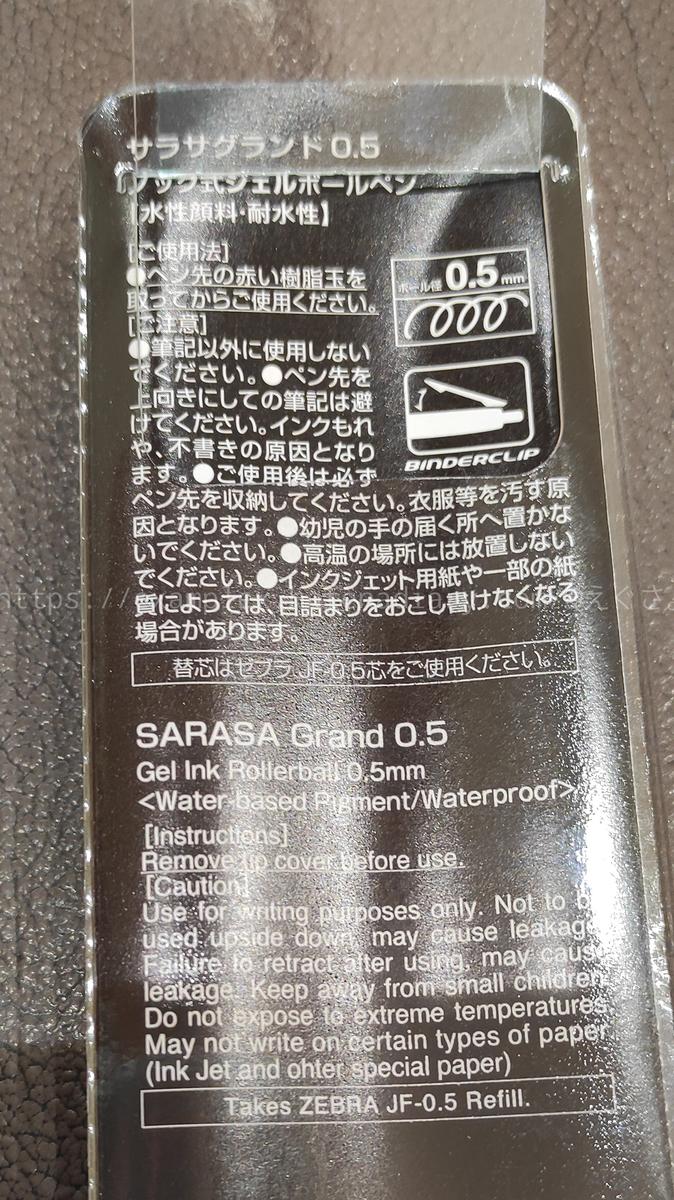 サラサグランド 0.5
ノック式ジェルボールペン
【水性顔料・耐水性】
[ご使用法]
●ペン先の赤い樹脂玉を
取ってからご使用ください。
[ご注意]
●筆記以外に使用しない
でください。●ペン先を
上向きにしての筆記は避
けてください。インクもれ
や、不書きの原因となり
ます。●ご使用後は必ず
ペン先を収納してください。衣服等を汚す原
因となります。●幼児の手の届く所へ置かな
いでください。●高温の場所には放置しない
でください。●インクジェット用紙や一部の紙
質によっては、目詰まりをおこし書けなくなる
場合があります。
ボール径 0.5mm
BINDERCLIP
替芯はゼブラ JF-0.5芯をご使用ください。
SARASA Grand 0.5
Gel Ink Rollerball 0.5mm
<Water-based Pigment/Waterproof>
[Instructions]
Remove tip cover before use.
[Caution]
Use for writing purposes only. Not to be
used upside down, may cause leakage.
Failure to retract after using, may cause
leakage. Keep away from small children.
Do not expose to extreme temperatures.
May not write on certain types of paper
(Ink Jet and ohter special paper)
Takes ZEBRA JF-0.5 Refill.